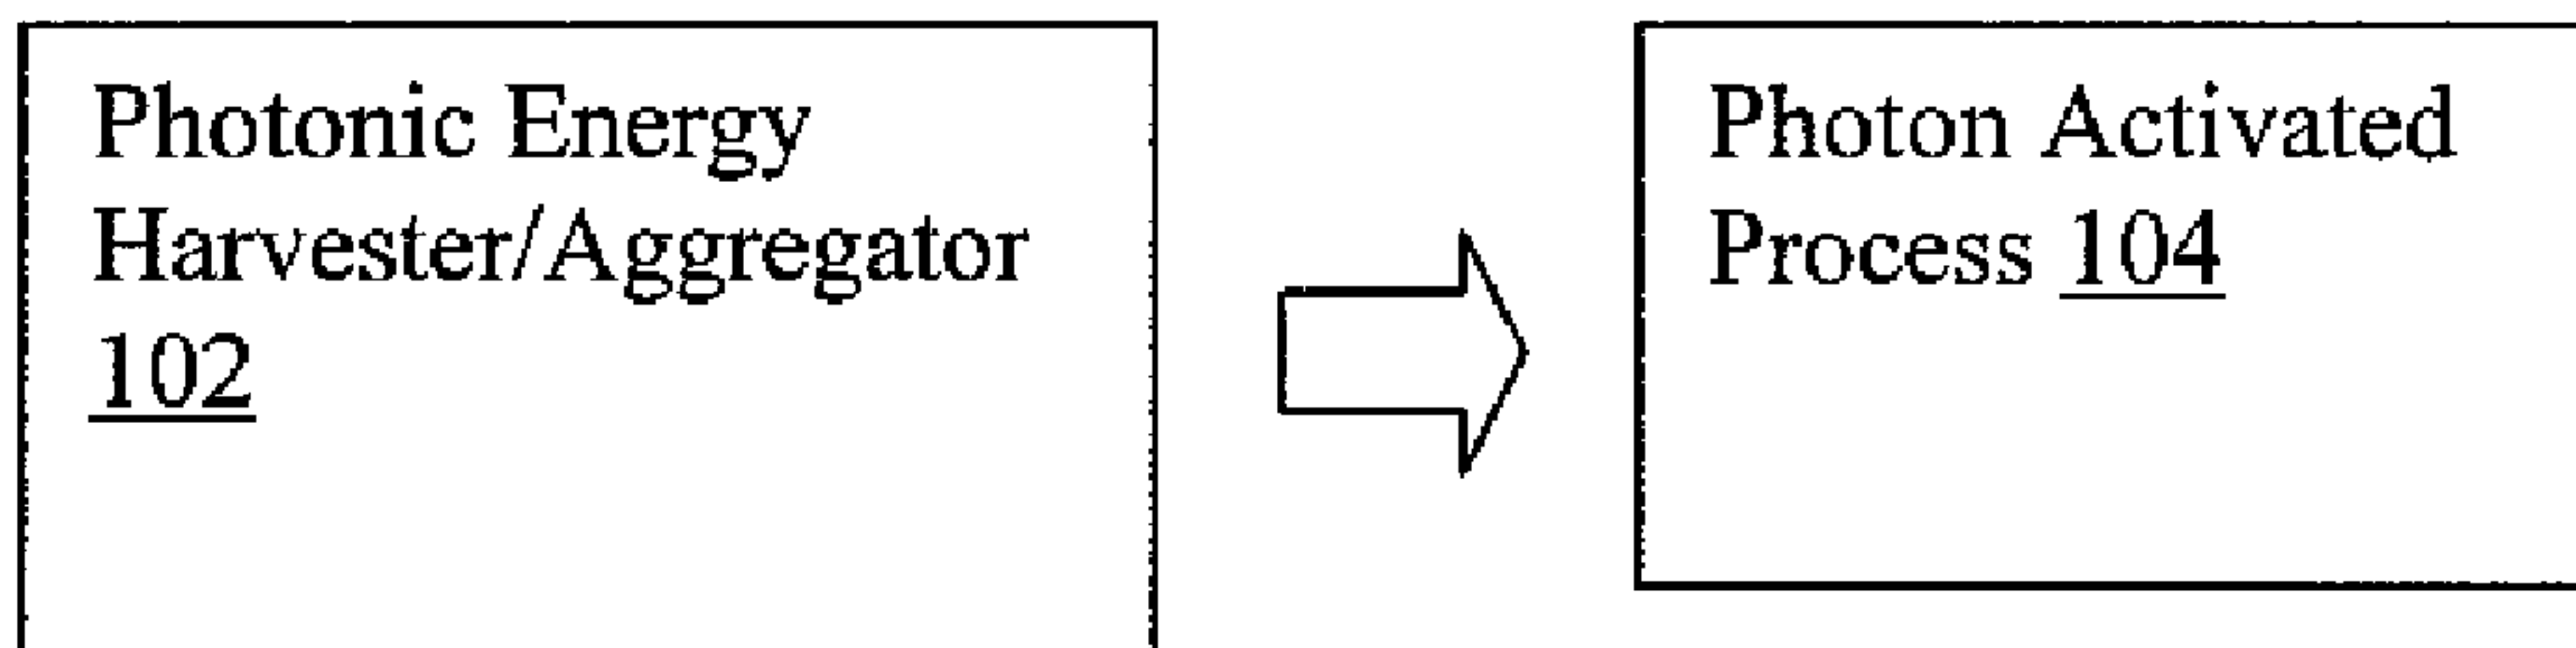 Photonic Energy
Harvester/Aggregator
102
Photon Activated
Process 104